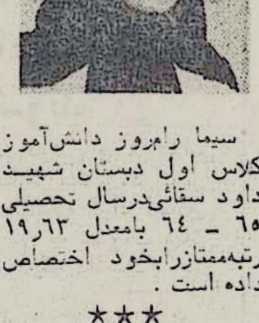 سیما رامروز دانش‌آموز
کلاس اول دبستان شهید
داود سقائی‌درسال تحصیلی
٦٥ – ٦٤ بامعدل ١٩٫٦٣
رتبه‌ممتازرابخود اختصاص
داده است .
***